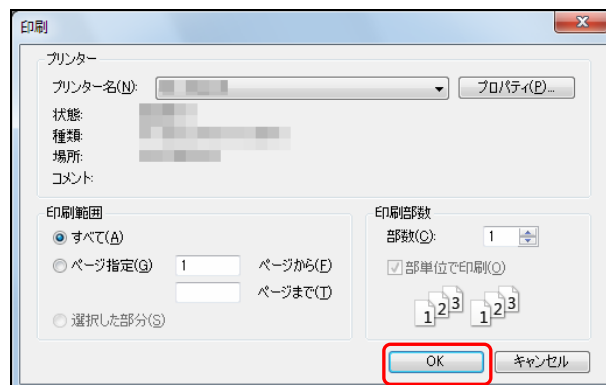 印刷
プリンター
プリンター名(N):
プロパティ(P)...
状態:
種類:
場所:
コメント:
印刷範囲
すべて(A)
ページ指定(G) 1 ページから(F)
ページまで(T)
選択した部分(S)
印刷部数
部数(C): 1
部単位で印刷(O)
1 2 3 1 2 3
OK キャンセル